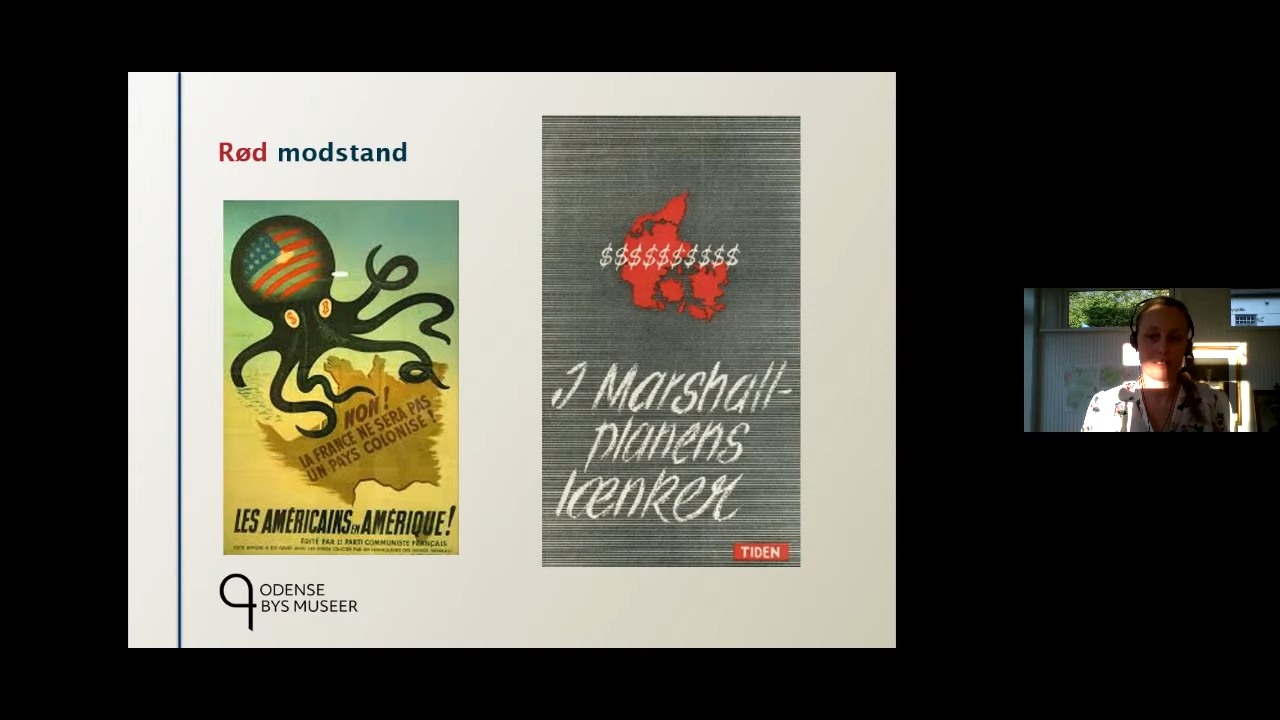 Rød modstand
NON!
LA FRANCE NE SERA PAS
UN PAYS COLONISÉ!
LES AMÉRICAINS EN AMÉRIQUE!
ÉDITÉ PAR LE PARTI COMMUNISTE FRANÇAIS
$$$$$$$$$$
I Marshall-
planens
lænker
TIDEN
ODENSE
BYS MUSEER